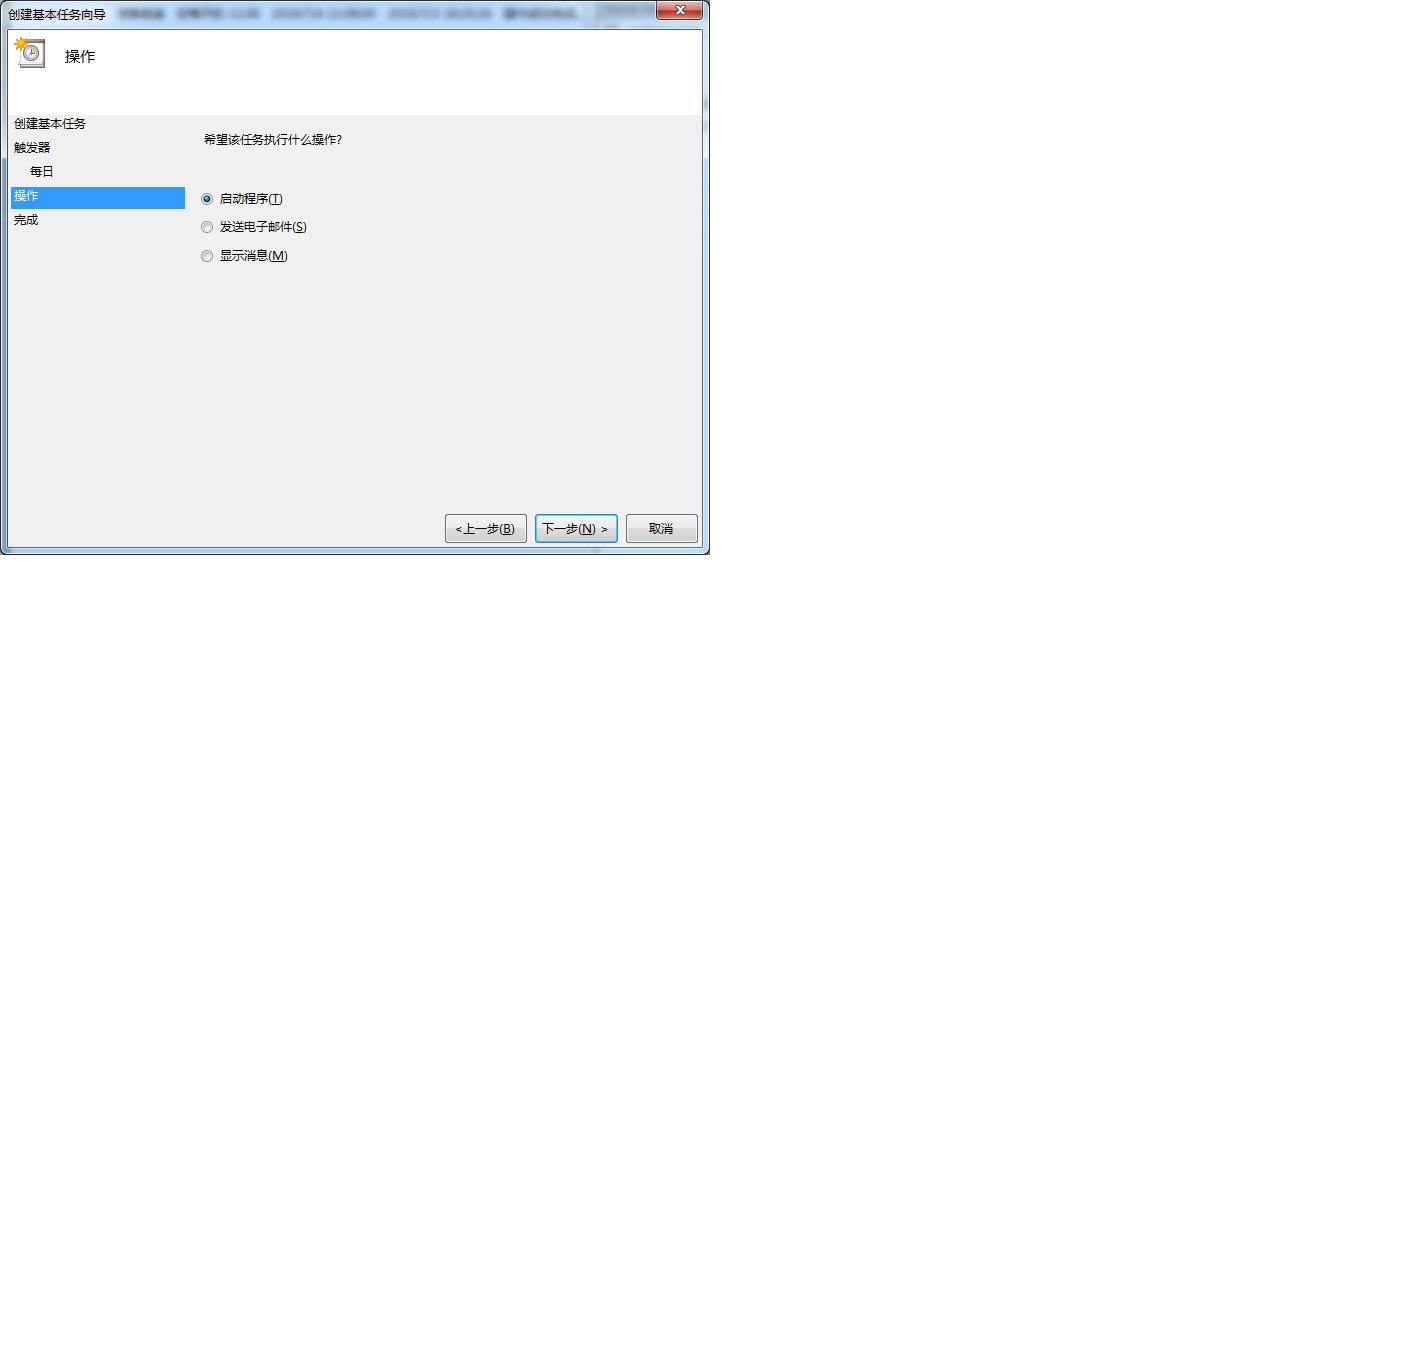 创建基本任务向导
操作
创建基本任务
触发器
每日
操作
完成
希望该任务执行什么操作?
启动程序(T)
发送电子邮件(S)
显示消息(M)
<上一步(B)
下一步(N) >
取消